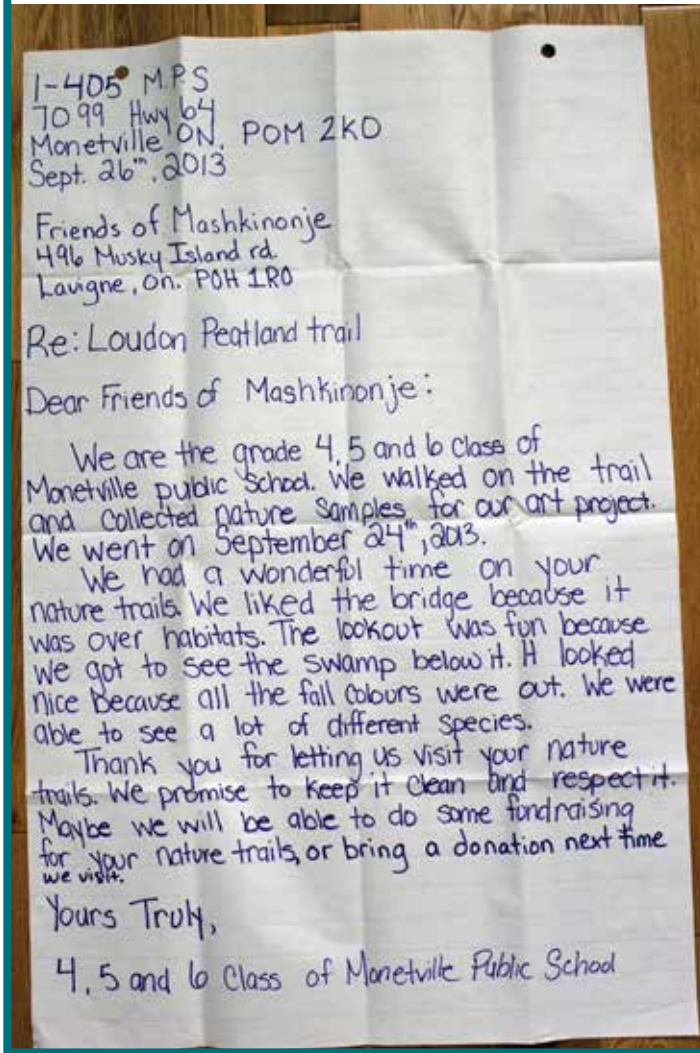 1-405 M.P.S
7099 Hwy 64
Monetville ON. POM 2KO
Sept. 26th, 2013
Friends of Mashkinonje
496 Musky Island rd.
Lavigne, On. POH 1RO
Re: Loudon Peatland trail
Dear Friends of Mashkinonje:
We are the grade 4, 5 and 6 Class of
Monetville public School. We walked on the trail
and collected nature samples for our art project.
We went on September 24th, 2013.
We had a wonderful time on your
nature trails. We liked the bridge because it
was over habitats. The lookout was fun because
we got to see the swamp below it. It looked
nice because all the fall colours were out. We were
able to see a lot of different species.
Thank you for letting us visit your nature
trails. We promise to keep it clean and respect it.
Maybe we will be able to do some fundraising
for your nature trails, or bring a donation next time
we visit.
Yours Truly,
4, 5 and 6 Class of Monetville Public School